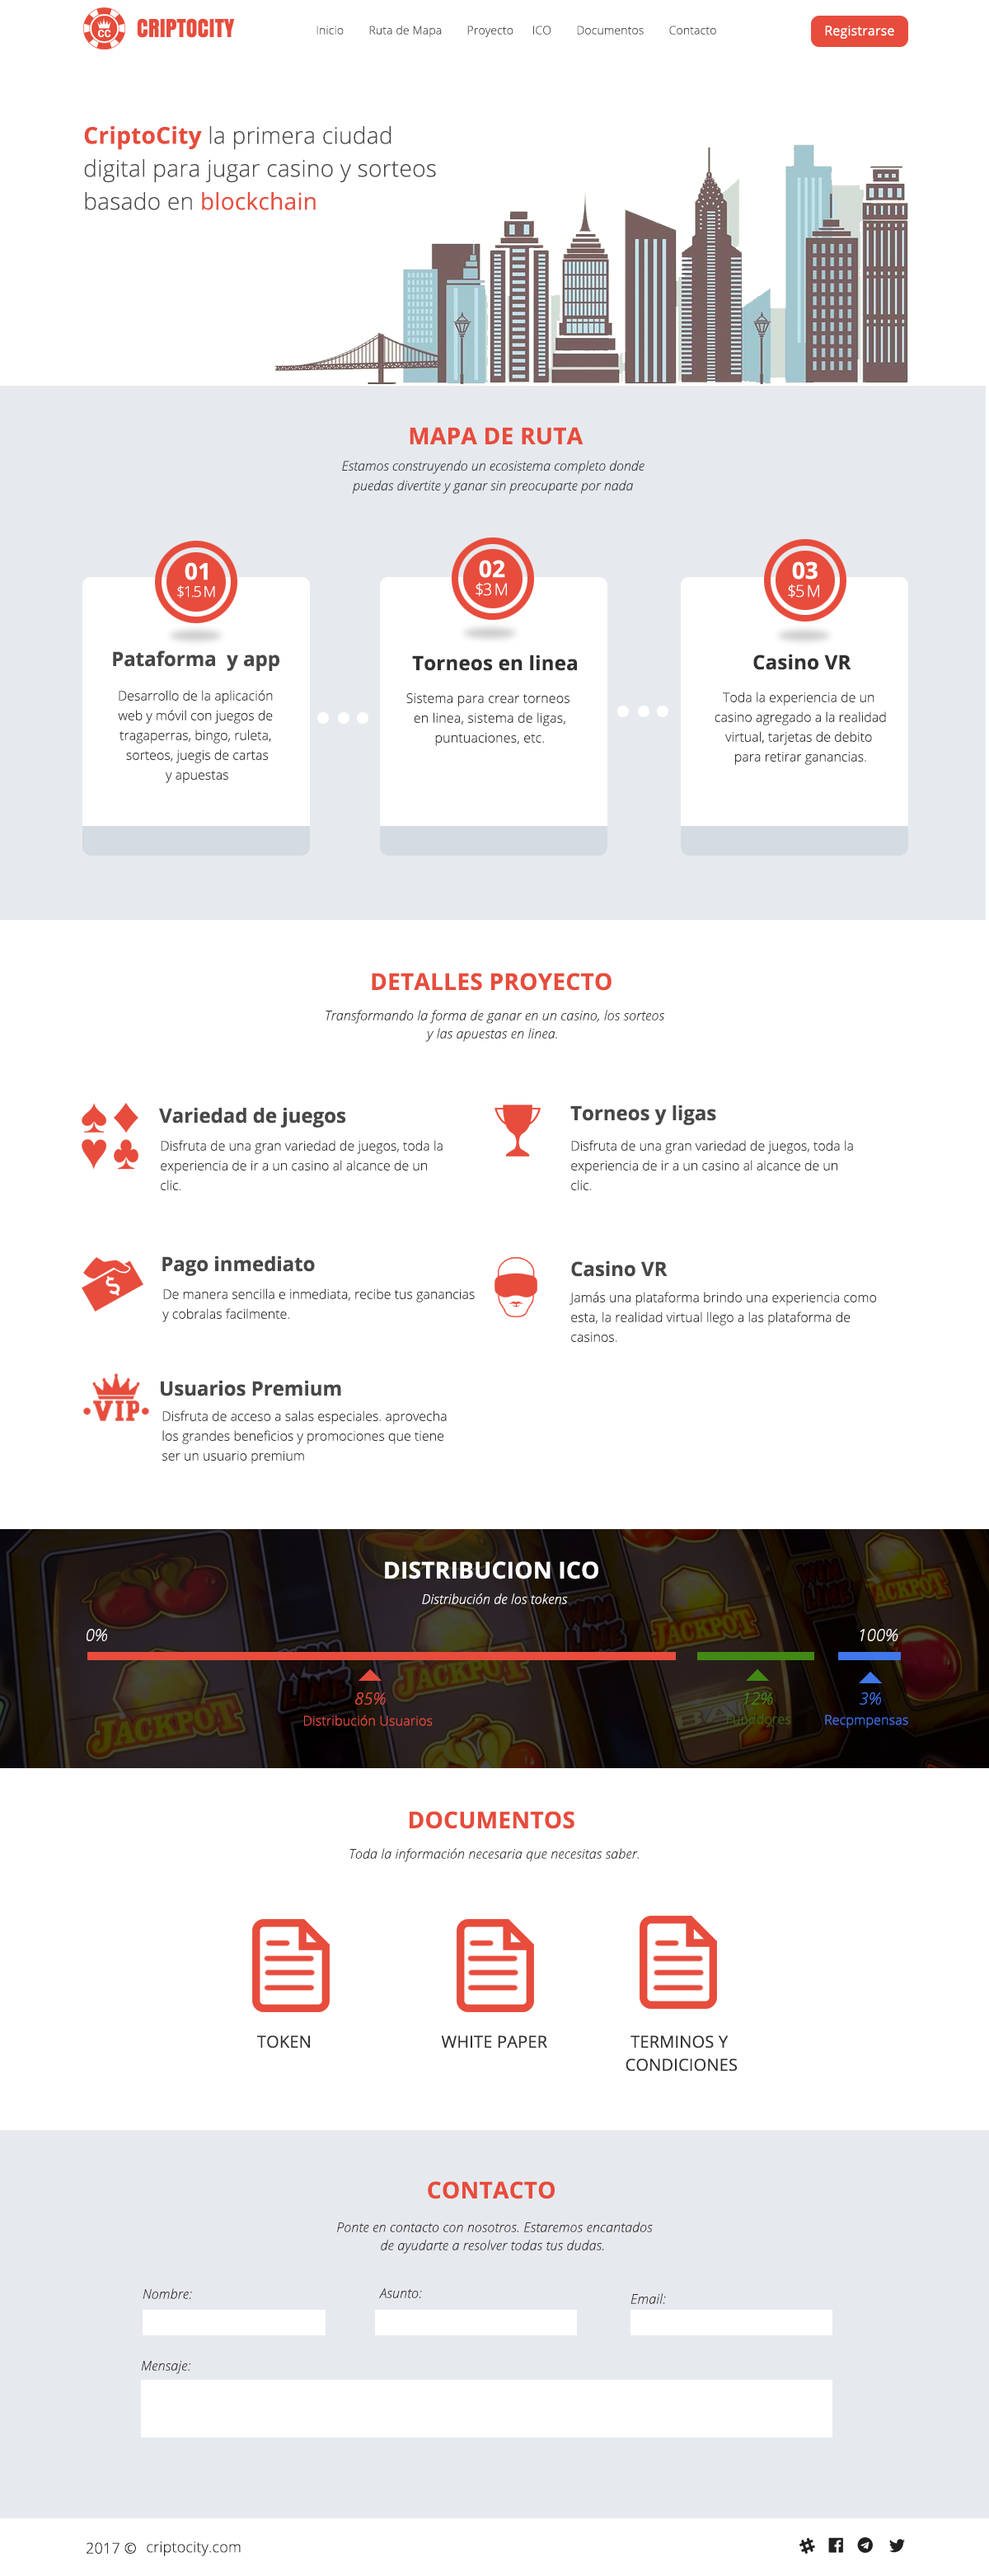 CC CRIPTOCITY
Inicio Ruta de Mapa Proyecto ICO Documentos Contacto Registrarse
CriptoCity la primera ciudad
digital para jugar casino y sorteos
basado en blockchain
MAPA DE RUTA
Estamos construyendo un ecosistema completo donde
puedas divertite y ganar sin preocuparte por nada
01
$1.5 M
Pataforma y app
Desarrollo de la aplicación
web y móvil con juegos de
tragaperras, bingo, ruleta,
sorteos, juegis de cartas
y apuestas
02
$3 M
Torneos en linea
Sistema para crear torneos
en linea, sistema de ligas,
puntuaciones, etc.
03
$5 M
Casino VR
Toda la experiencia de un
casino agregado a la realidad
virtual, tarjetas de debito
para retirar ganancias.
DETALLES PROYECTO
Transformando la forma de ganar en un casino, los sorteos
y las apuestas en linea.
Variedad de juegos
Disfruta de una gran variedad de juegos, toda la
experiencia de ir a un casino al alcance de un
clic.
Torneos y ligas
Disfruta de una gran variedad de juegos, toda la
experiencia de ir a un casino al alcance de un
clic.
Pago inmediato
De manera sencilla e inmediata, recibe tus ganancias
y cobralas facilmente.
Casino VR
Jamás una plataforma brindo una experiencia como
esta, la realidad virtual llego a las plataforma de
casinos.
VIP
Usuarios Premium
Disfruta de acceso a salas especiales. aprovecha
los grandes beneficios y promociones que tiene
ser un usuario premium
DISTRIBUCION ICO
Distribución de los tokens
0% 100%
85%
Distribución Usuarios
12%
3%
Recpmpensas
JACKPOT
JACKPOT
JACKPOT
JACKPOT
WIN LINE
DOCUMENTOS
Toda la información necesaria que necesitas saber.
TOKEN
WHITE PAPER
TERMINOS Y
CONDICIONES
CONTACTO
Ponte en contacto con nosotros. Estaremos encantados
de ayudarte a resolver todas tus dudas.
Nombre:
Asunto:
Email:
Mensaje:
2017 © criptocity.com